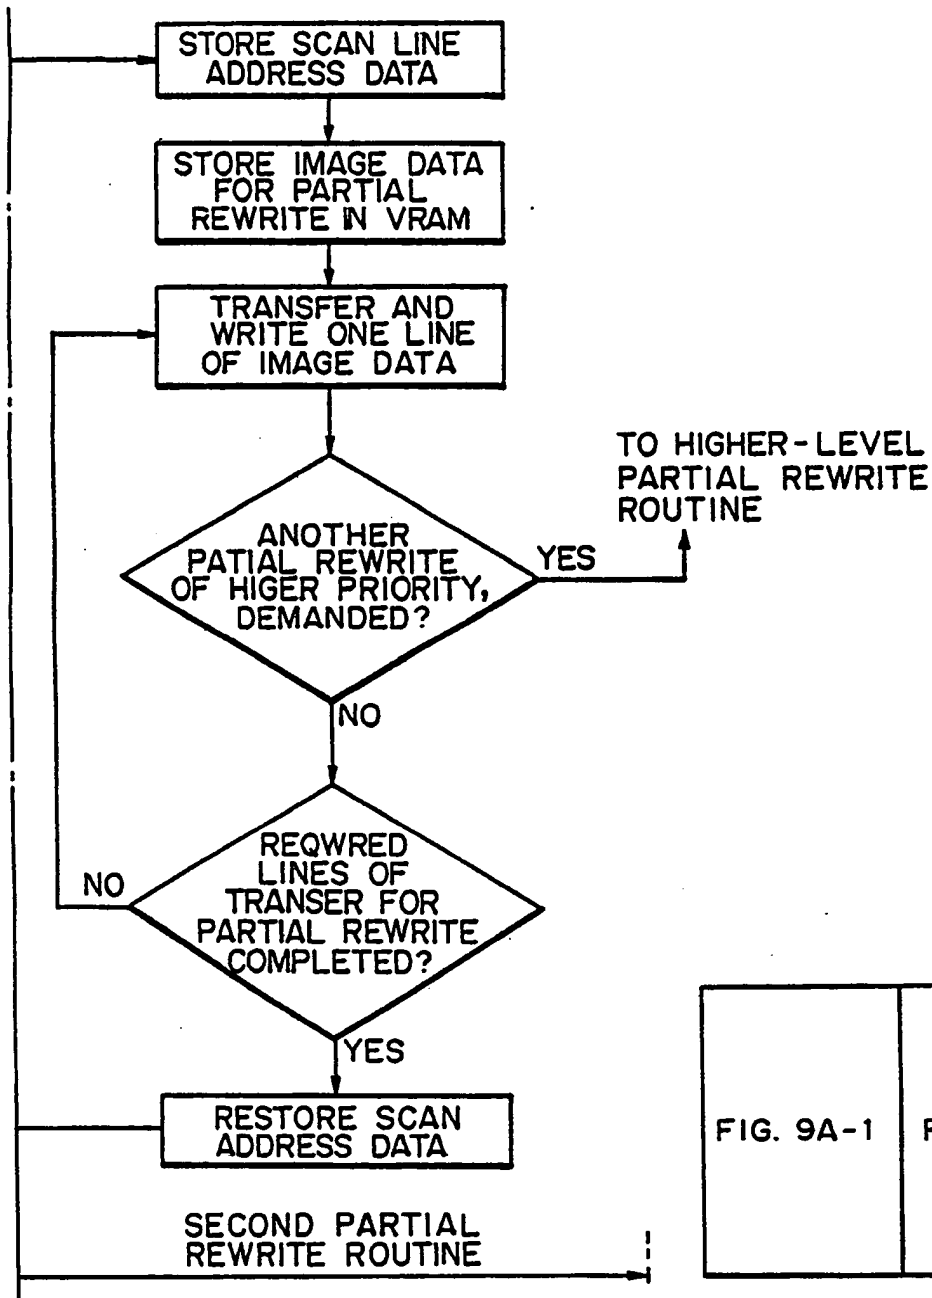 STORE SCAN LINE
ADDRESS DATA
STORE IMAGE DATA
FOR PARTIAL
REWRITE IN VRAM
TRANSFER AND
WRITE ONE LINE
OF IMAGE DATA
TO HIGHER-LEVEL
PARTIAL REWRITE
ROUTINE
ANOTHER
PATIAL REWRITE
OF HIGER PRIORITY,
DEMANDED?
YES
NO
REQWRED
LINES OF
TRANSER FOR
PARTIAL REWRITE
COMPLETED?
NO
YES
RESTORE SCAN
ADDRESS DATA
SECOND PARTIAL
REWRITE ROUTINE
FIG. 9A-1